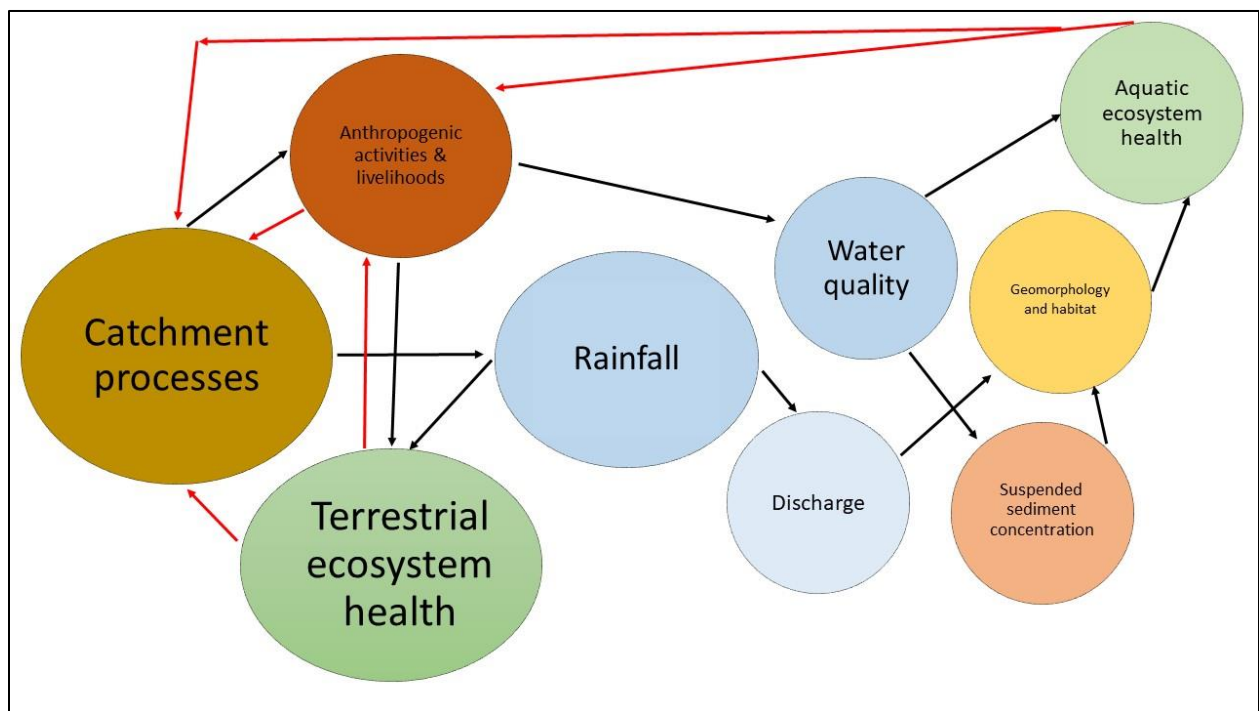 Anthropogenic
activities &
livelihoods
Aquatic
ecosystem
health
Catchment
processes
Rainfall
Water
quality
Geomorphology
and habitat
Terrestrial
ecosystem
health
Discharge
Suspended
sediment
concentration